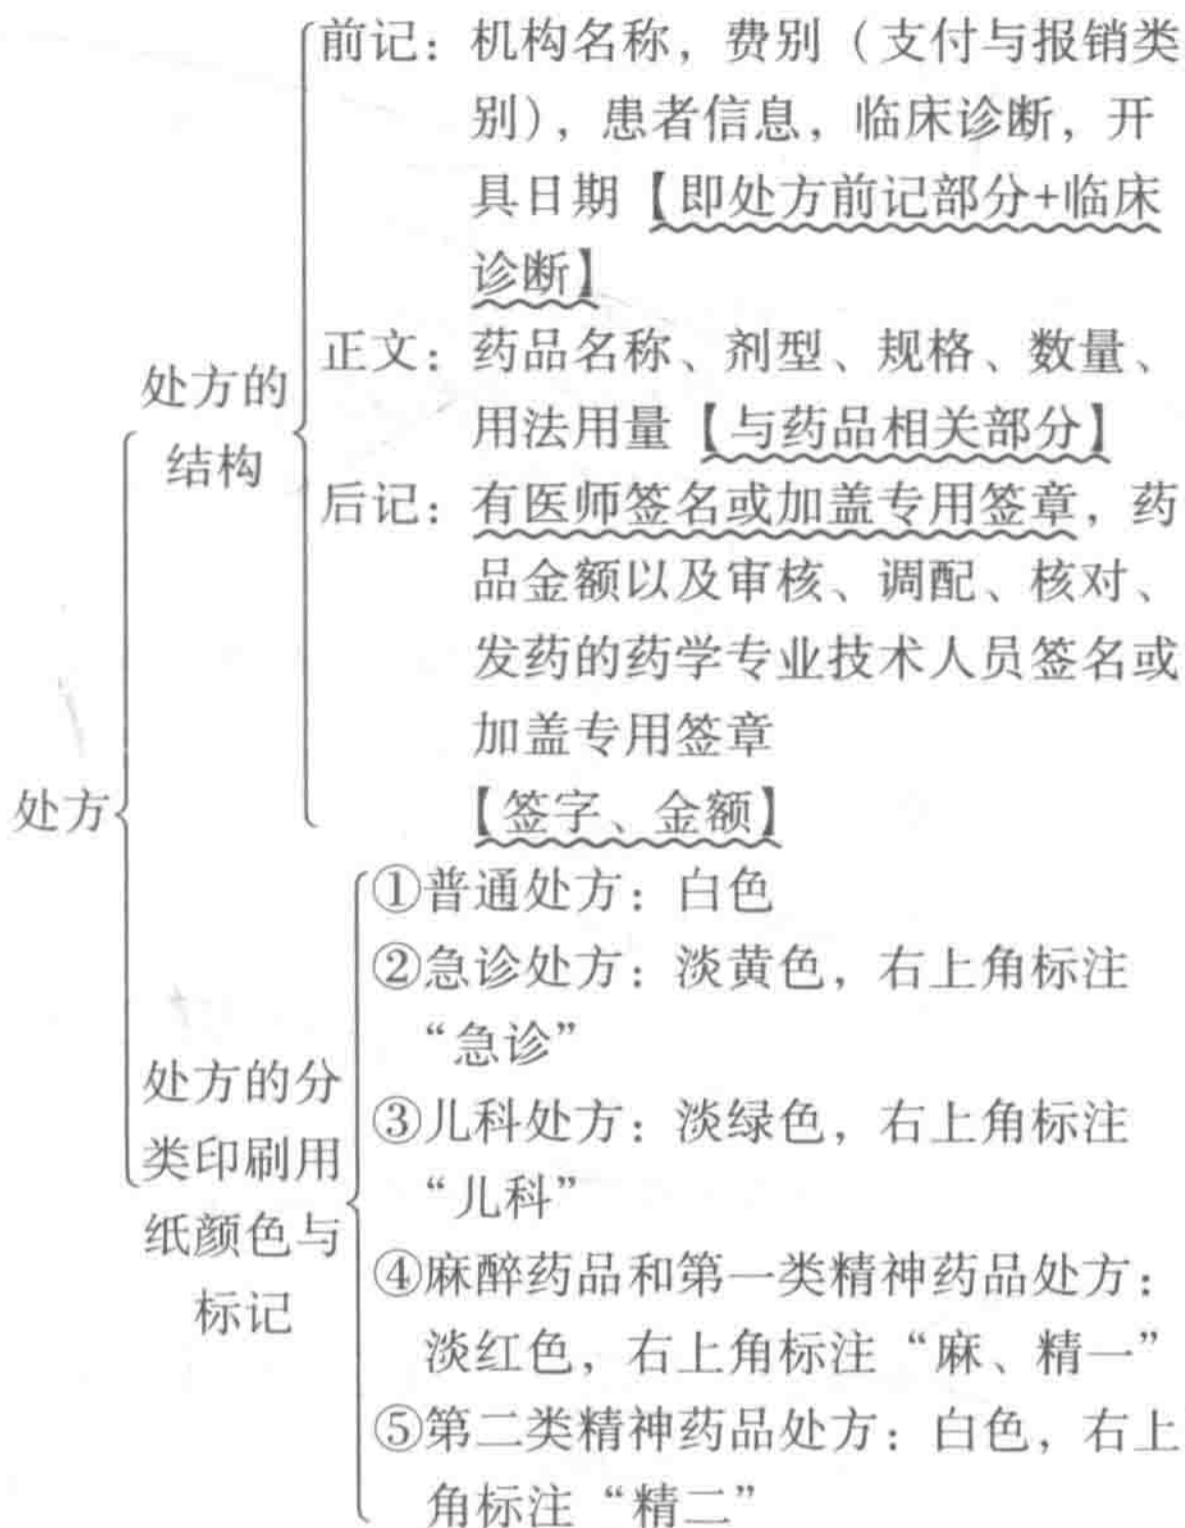 处方
处方的
结构
前记：机构名称，费别（支付与报销类
别），患者信息，临床诊断，开
具日期【即处方前记部分+临床
诊断】
正文：药品名称、剂型、规格、数量、
用法用量【与药品相关部分】
后记：有医师签名或加盖专用签章，药
品金额以及审核、调配、核对、
发药的药学专业技术人员签名或
加盖专用签章
【签字、金额】
处方的分
类印刷用
纸颜色与
标记
①普通处方：白色
②急诊处方：淡黄色，右上角标注
“急诊”
③儿科处方：淡绿色，右上角标注
“儿科”
④麻醉药品和第一类精神药品处方：
淡红色，右上角标注“麻、精一”
⑤第二类精神药品处方：白色，右上
角标注“精二”